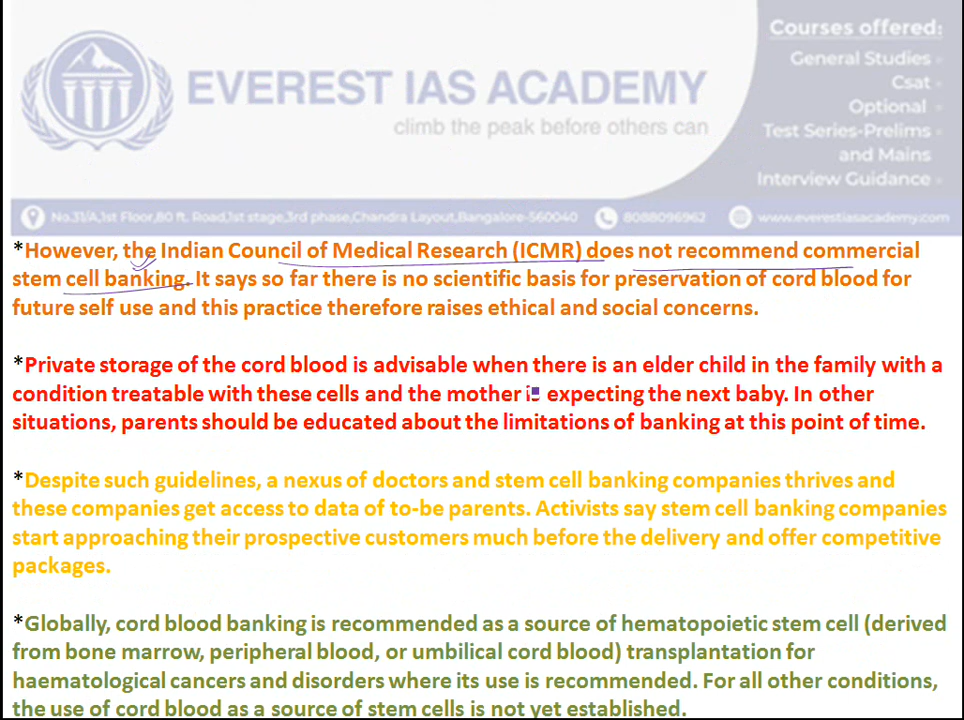 Courses offered:
General Studies
EVEREST IAS ACADEMY
Csat
Optional
climb the peak before others can
Test Series-Prelims
and Mains
Interview Guidance
No.31/A,1st Floor,80 ft. Road,1st stage,3rd phase,Chandra Layout,Bangalore-560040 8088096962 www.everestiasacademy.com
*However, the Indian Council of Medical Research (ICMR) does not recommend commercial
stem cell banking. It says so far there is no scientific basis for preservation of cord blood for
future self use and this practice therefore raises ethical and social concerns.
*Private storage of the cord blood is advisable when there is an elder child in the family with a
condition treatable with these cells and the mother is expecting the next baby. In other
situations, parents should be educated about the limitations of banking at this point of time.
*Despite such guidelines, a nexus of doctors and stem cell banking companies thrives and
these companies get access to data of to-be parents. Activists say stem cell banking companies
start approaching their prospective customers much before the delivery and offer competitive
packages.
*Globally, cord blood banking is recommended as a source of hematopoietic stem cell (derived
from bone marrow, peripheral blood, or umbilical cord blood) transplantation for
haematological cancers and disorders where its use is recommended. For all other conditions,
the use of cord blood as a source of stem cells is not yet established.